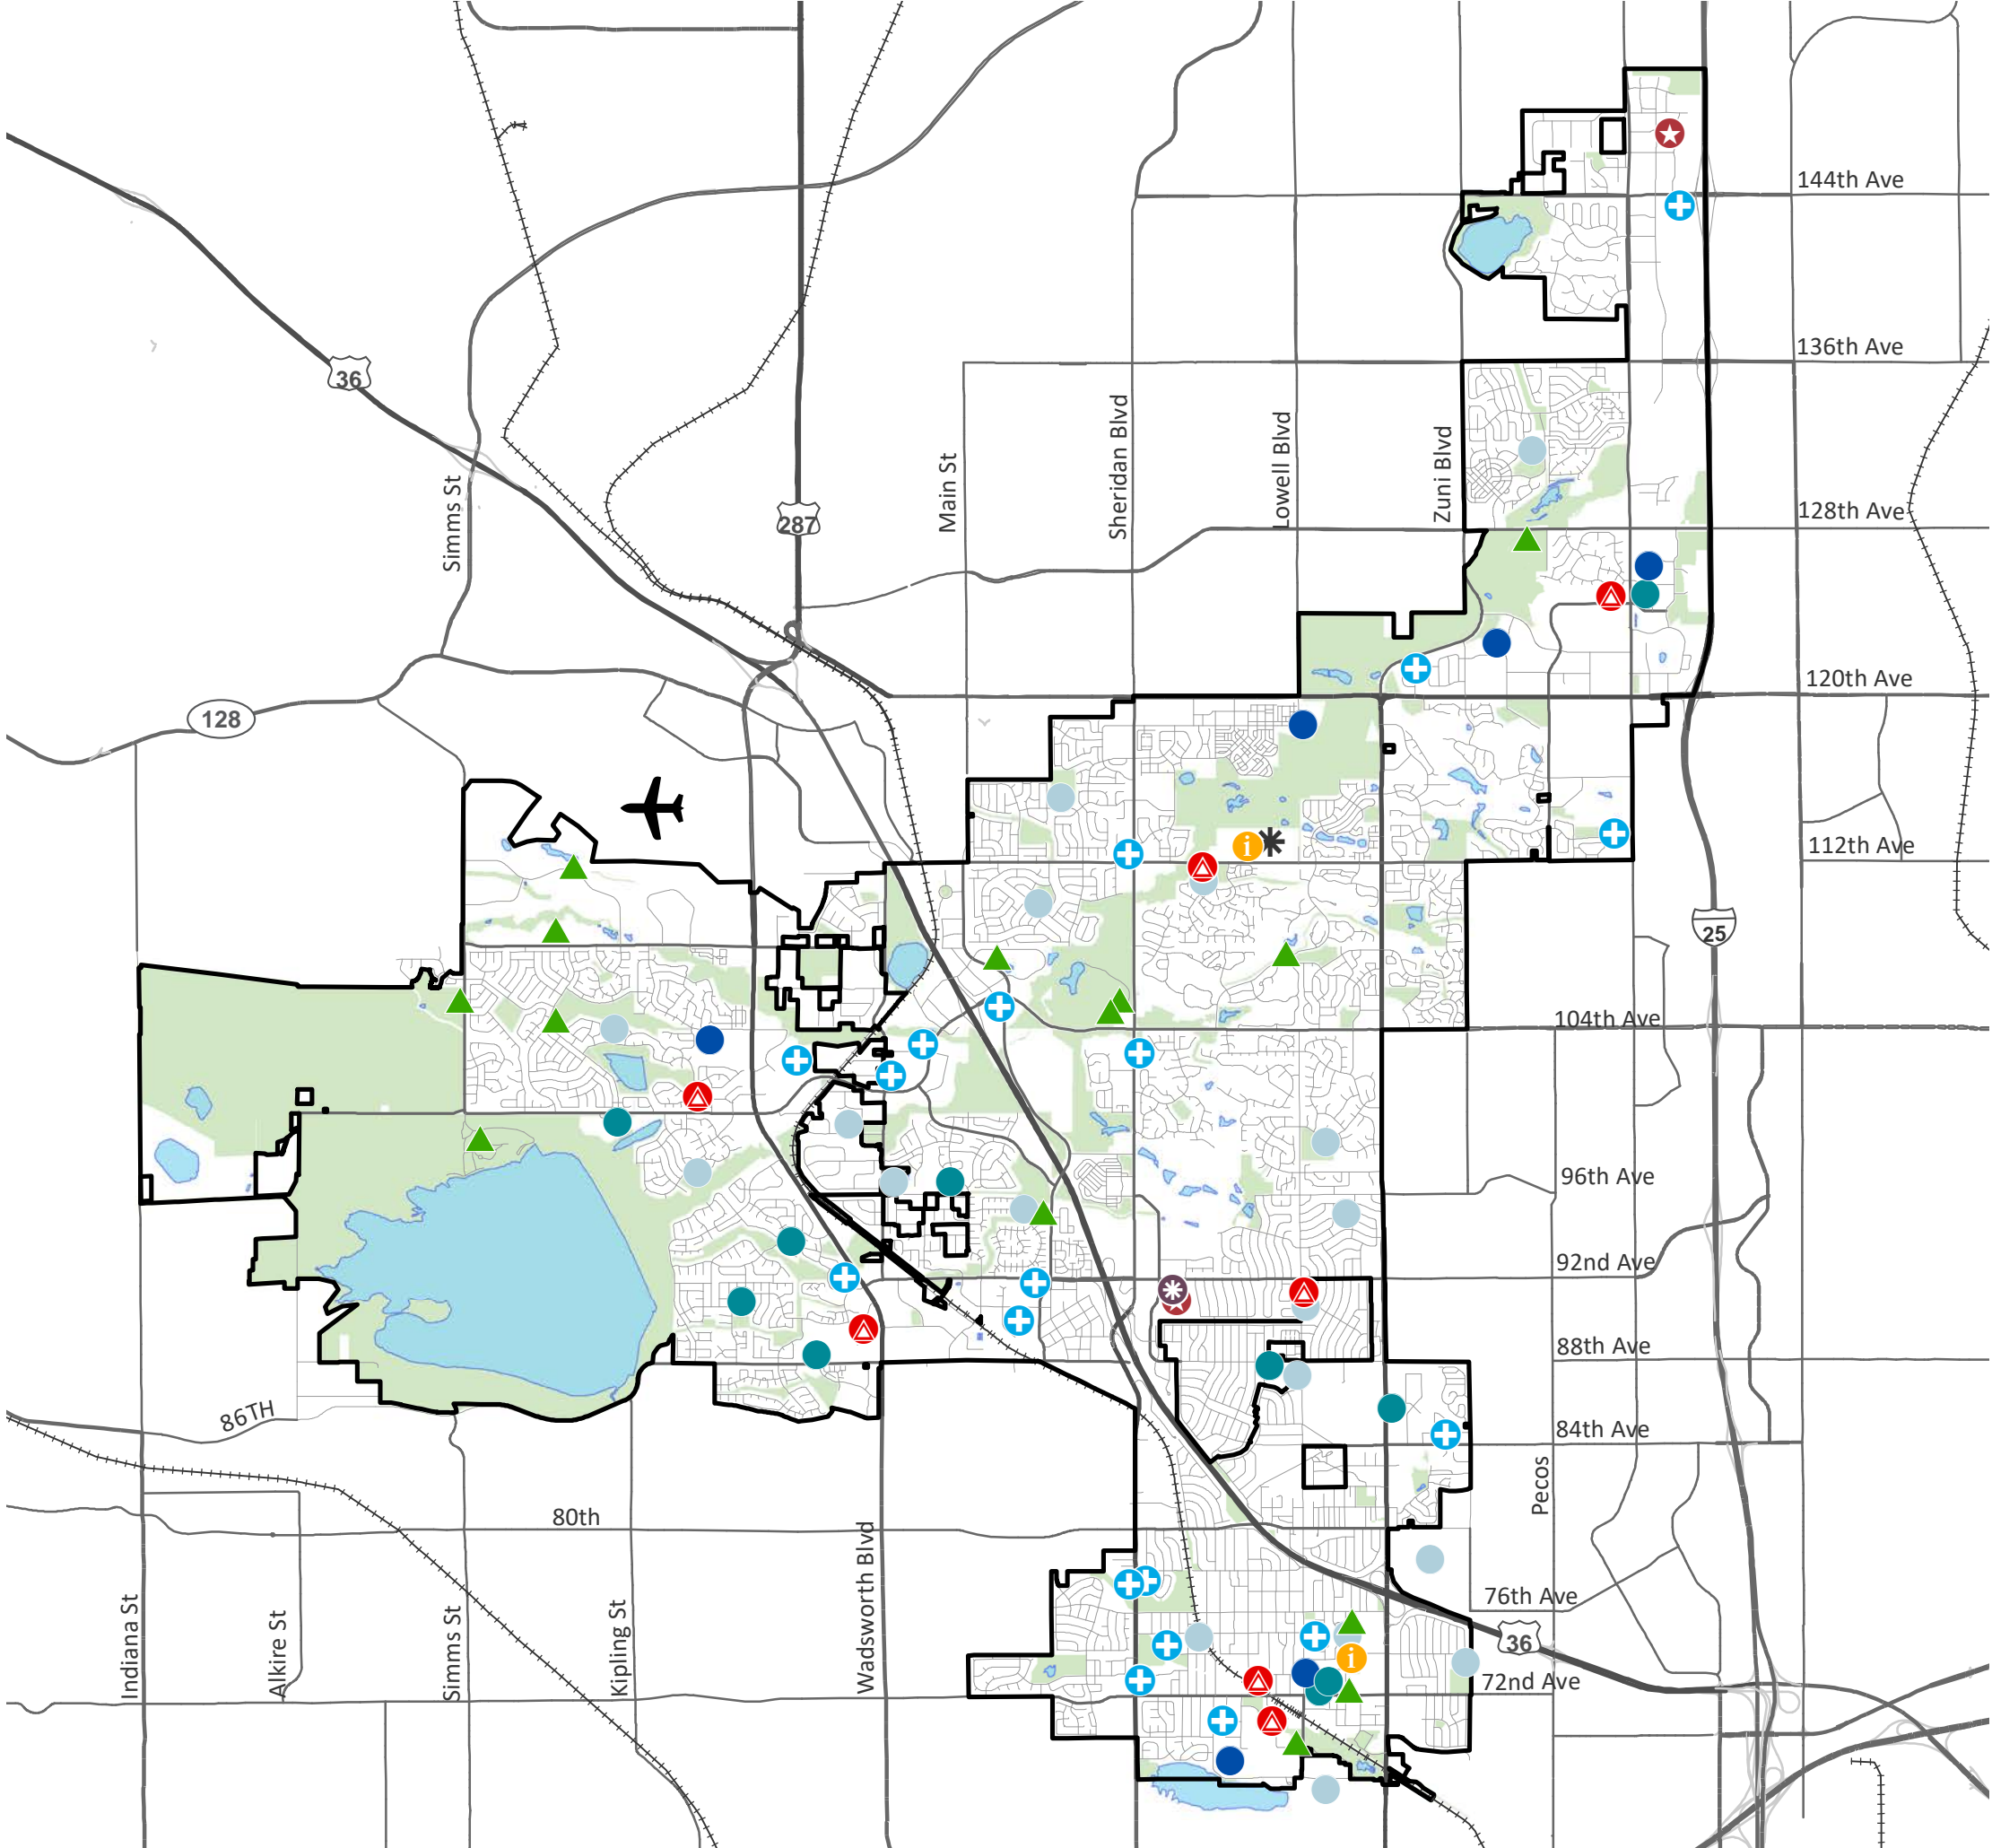 144th Ave
136th Ave
36
Sheridan Blvd
Lowell Blvd
Zuni Blvd
Main St
Simms St
287
128th Ave
120th Ave
128
i
112th Ave
25
104th Ave
96th Ave
92nd Ave
88th Ave
86TH
84th Ave
Pecos
80th
Wadsworth Blvd
76th Ave
Indiana St
Alkire St
Simms St
Kipling St
36
i
72nd Ave